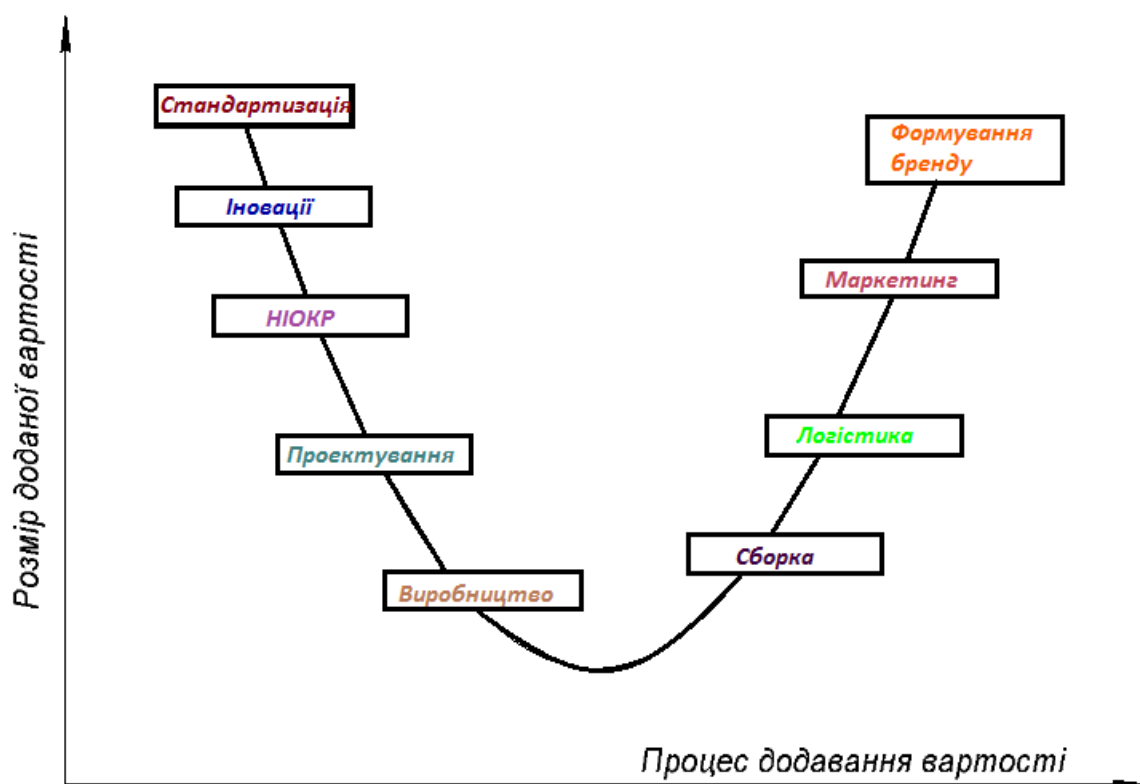 Стандартизація
Іновації
НІОКР
Проектування
Виробництво
Формування
бренду
Маркетинг
Логістика
Сборка
Розмір доданої вартості
Процес додавання вартості